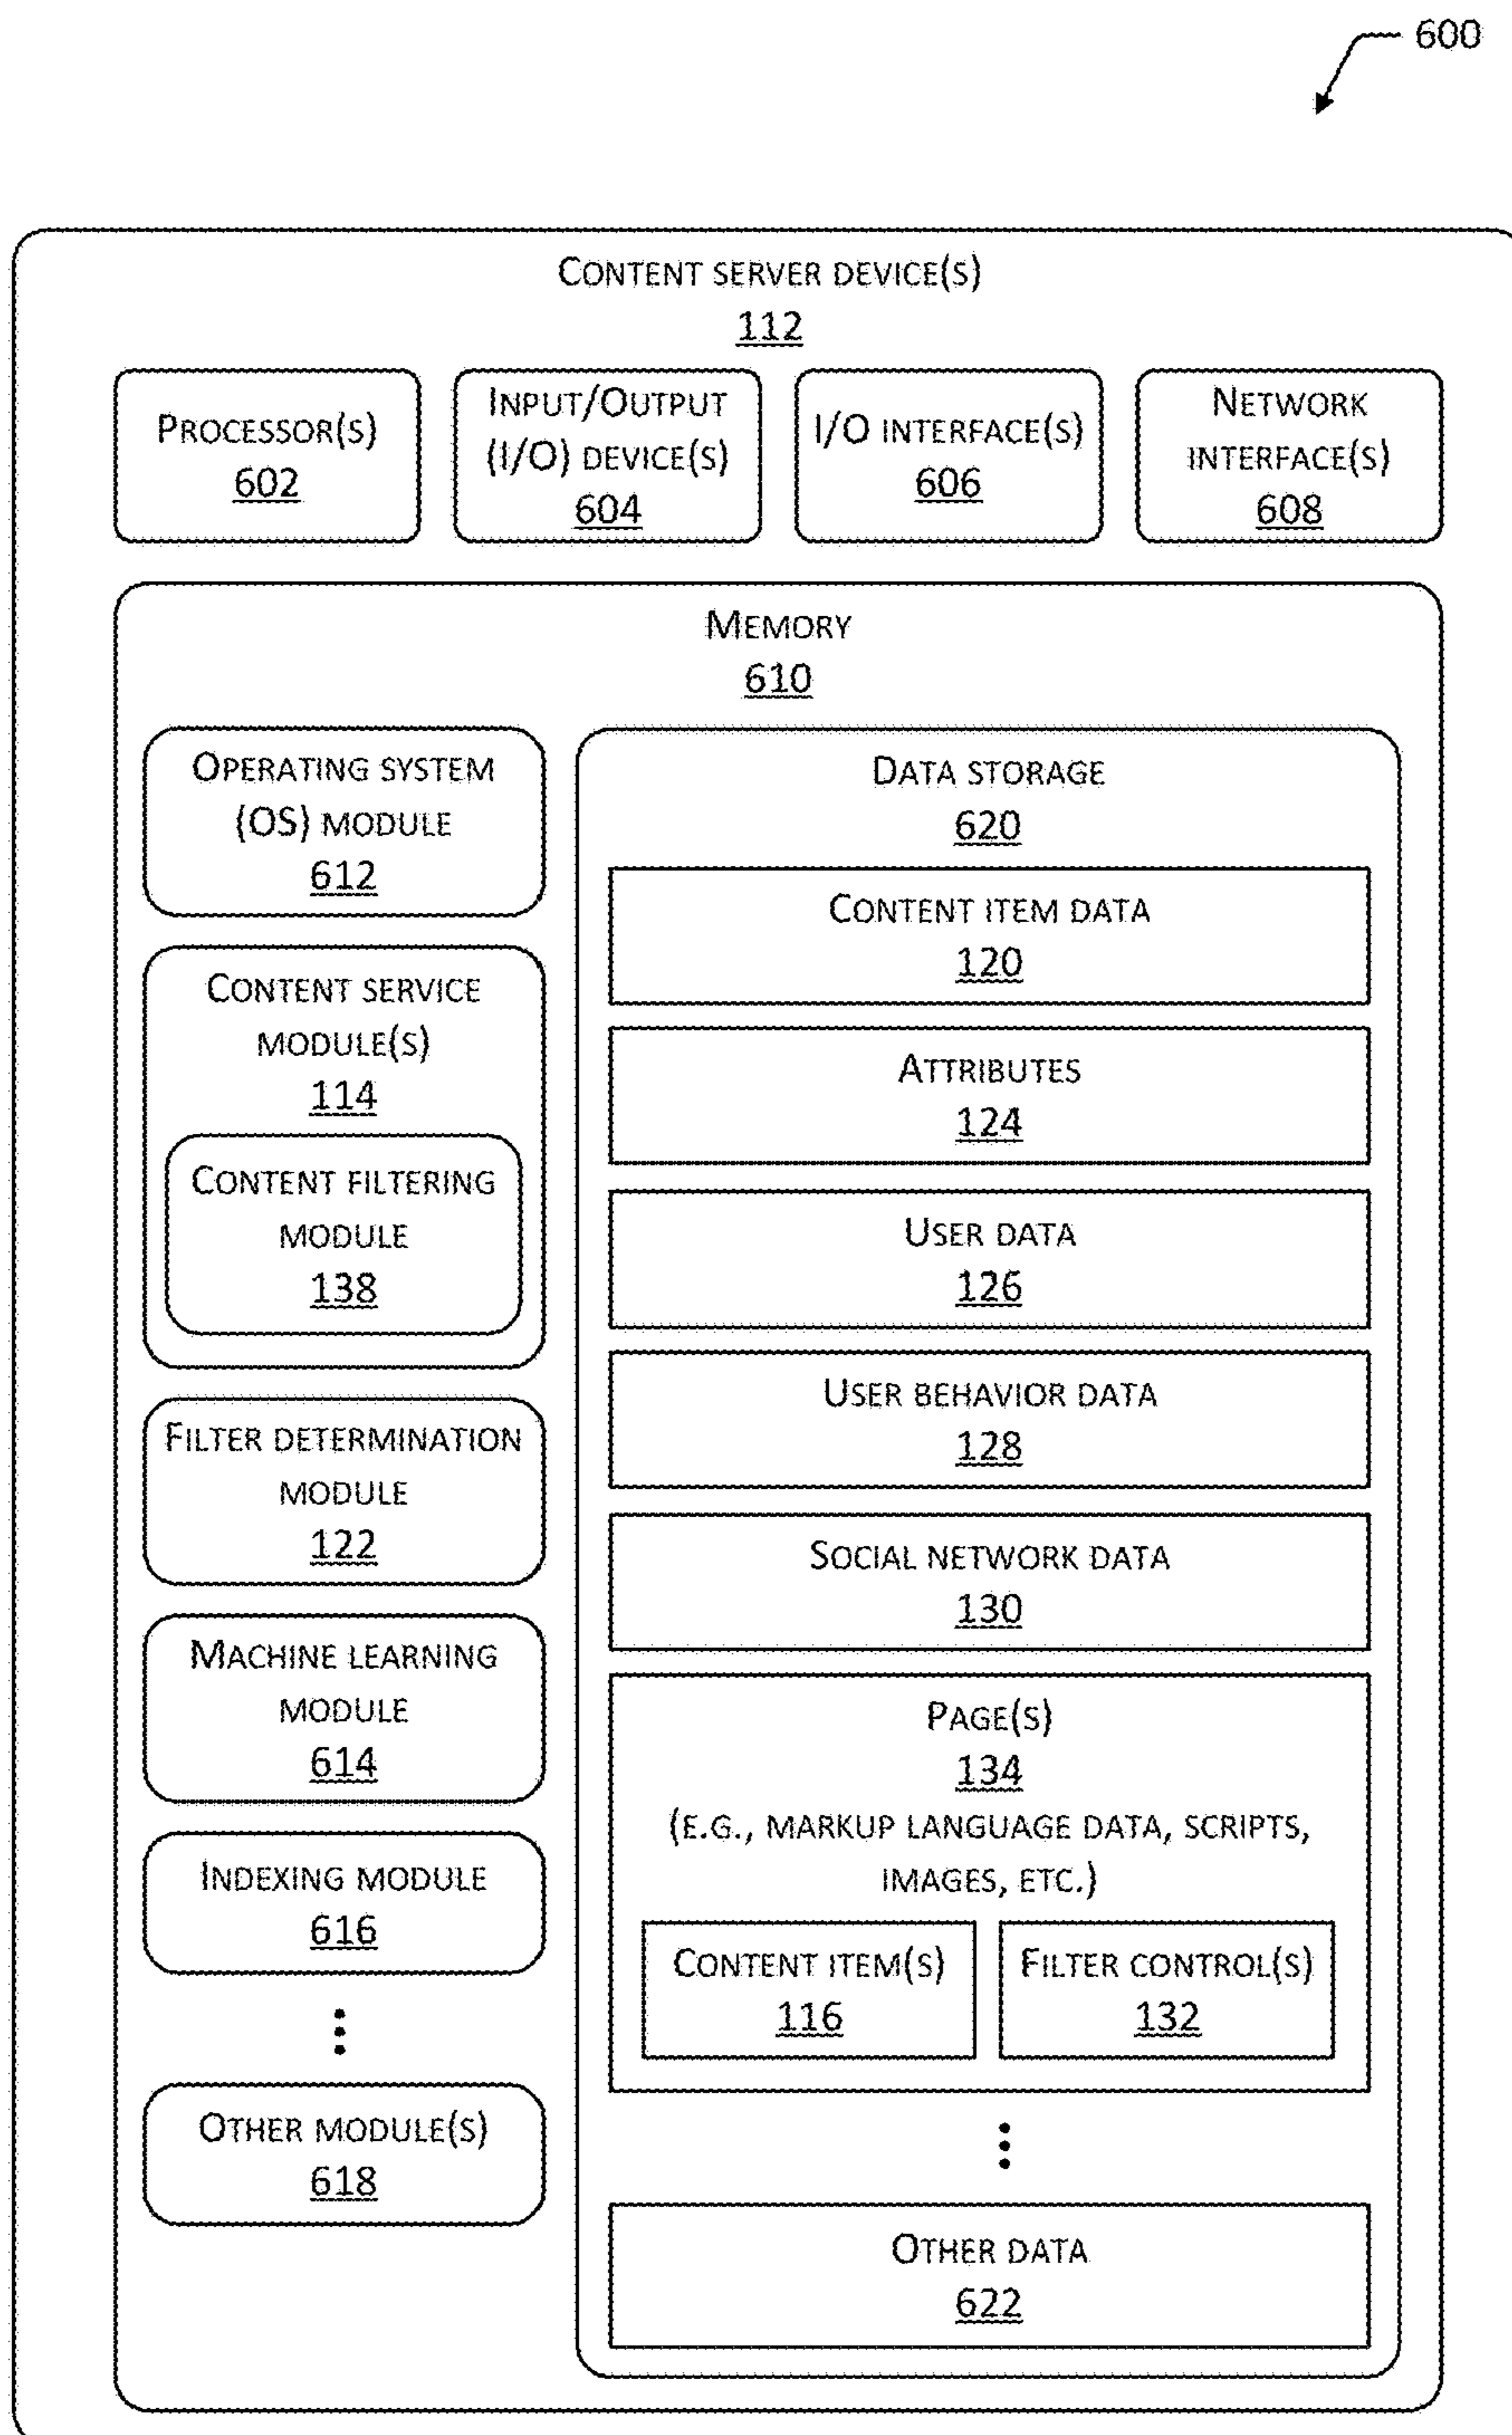 600
CONTENT SERVER DEVICE(S)
112
PROCESSOR(S)
602
INPUT/OUTPUT
(I/O) DEVICE(S)
604
I/O INTERFACE(S)
606
NETWORK
INTERFACE(S)
608
MEMORY
610
OPERATING SYSTEM
(OS) MODULE
612
CONTENT SERVICE
MODULE(S)
114
CONTENT FILTERING
MODULE
138
FILTER DETERMINATION
MODULE
122
MACHINE LEARNING
MODULE
614
INDEXING MODULE
616
OTHER MODULE(S)
618
DATA STORAGE
620
CONTENT ITEM DATA
120
ATTRIBUTES
124
USER DATA
126
USER BEHAVIOR DATA
128
SOCIAL NETWORK DATA
130
PAGE(S)
134
(E.G., MARKUP LANGUAGE DATA, SCRIPTS,
IMAGES, ETC.)
CONTENT ITEM(S)
116
FILTER CONTROL(S)
132
OTHER DATA
622